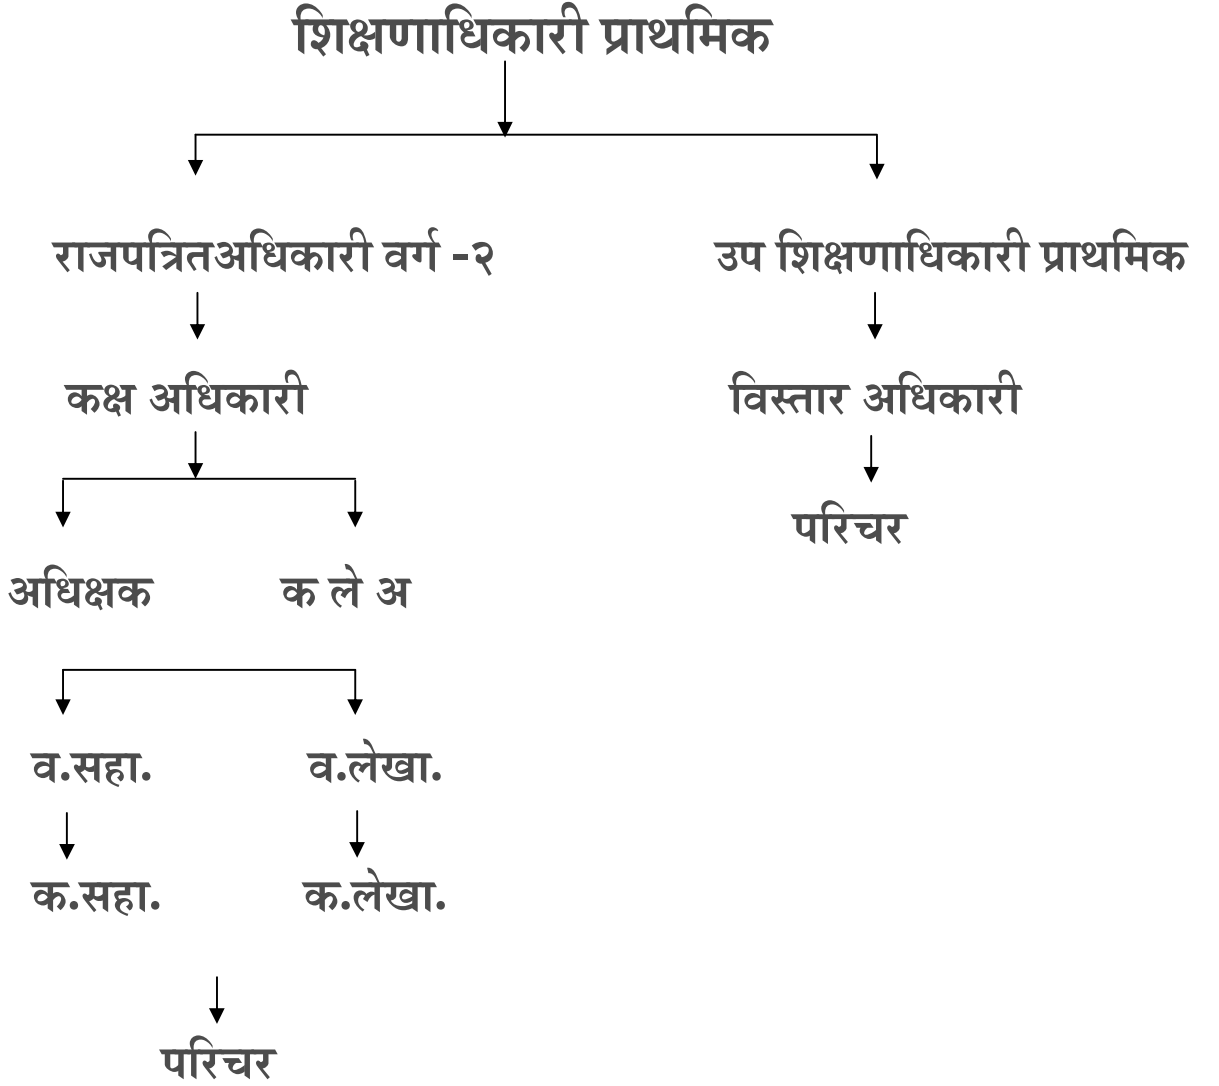 शिक्षणाधिकारी प्राथमिक
राजपत्रितअधिकारी वर्ग -२ उप शिक्षणाधिकारी प्राथमिक
कक्ष अधिकारी विस्तार अधिकारी
परिचर
अधिक्षक क ले अ
व.सहा. व.लेखा.
क.सहा. क.लेखा.
परिचर